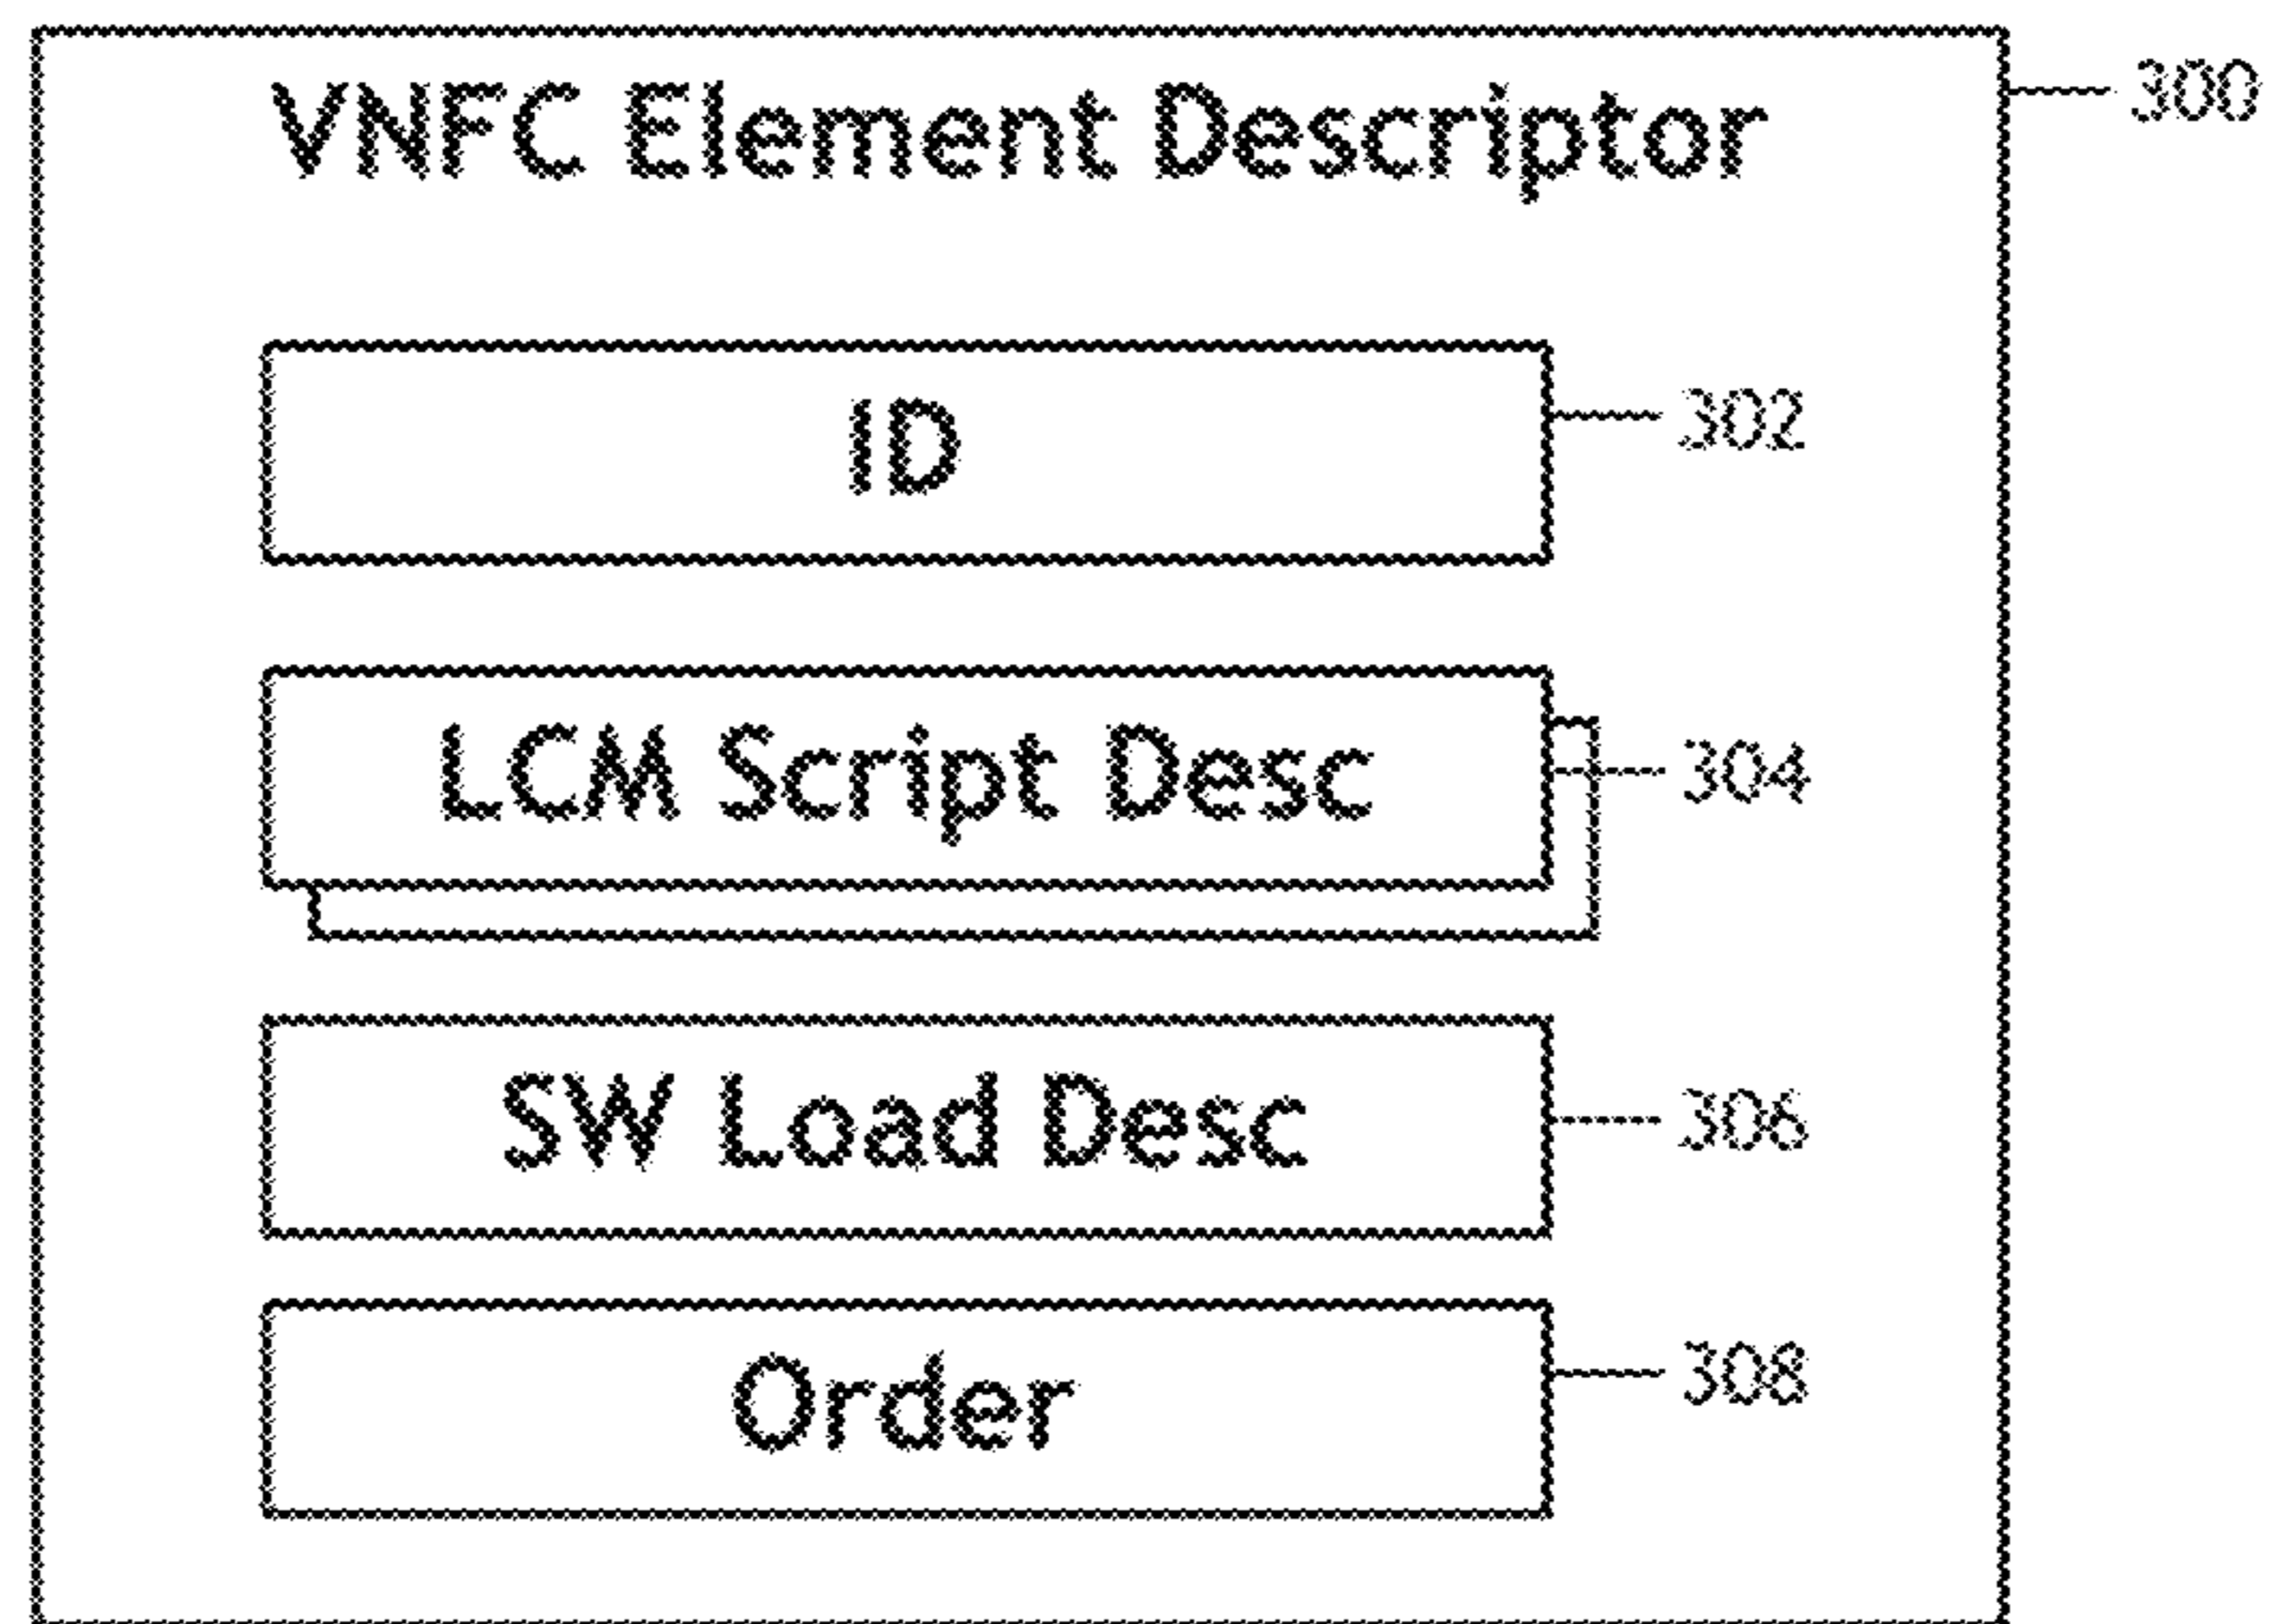 VNFC Element Descriptor 300
ID 302
LCM Script Desc 304
SW Load Desc 306
Order 308